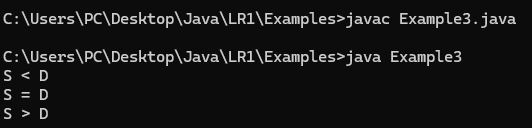 C:\Users\PC\Desktop\Java\LR1\Examples>javac Example3.java
C:\Users\PC\Desktop\Java\LR1\Examples>java Example3
S < D
S = D
S > D